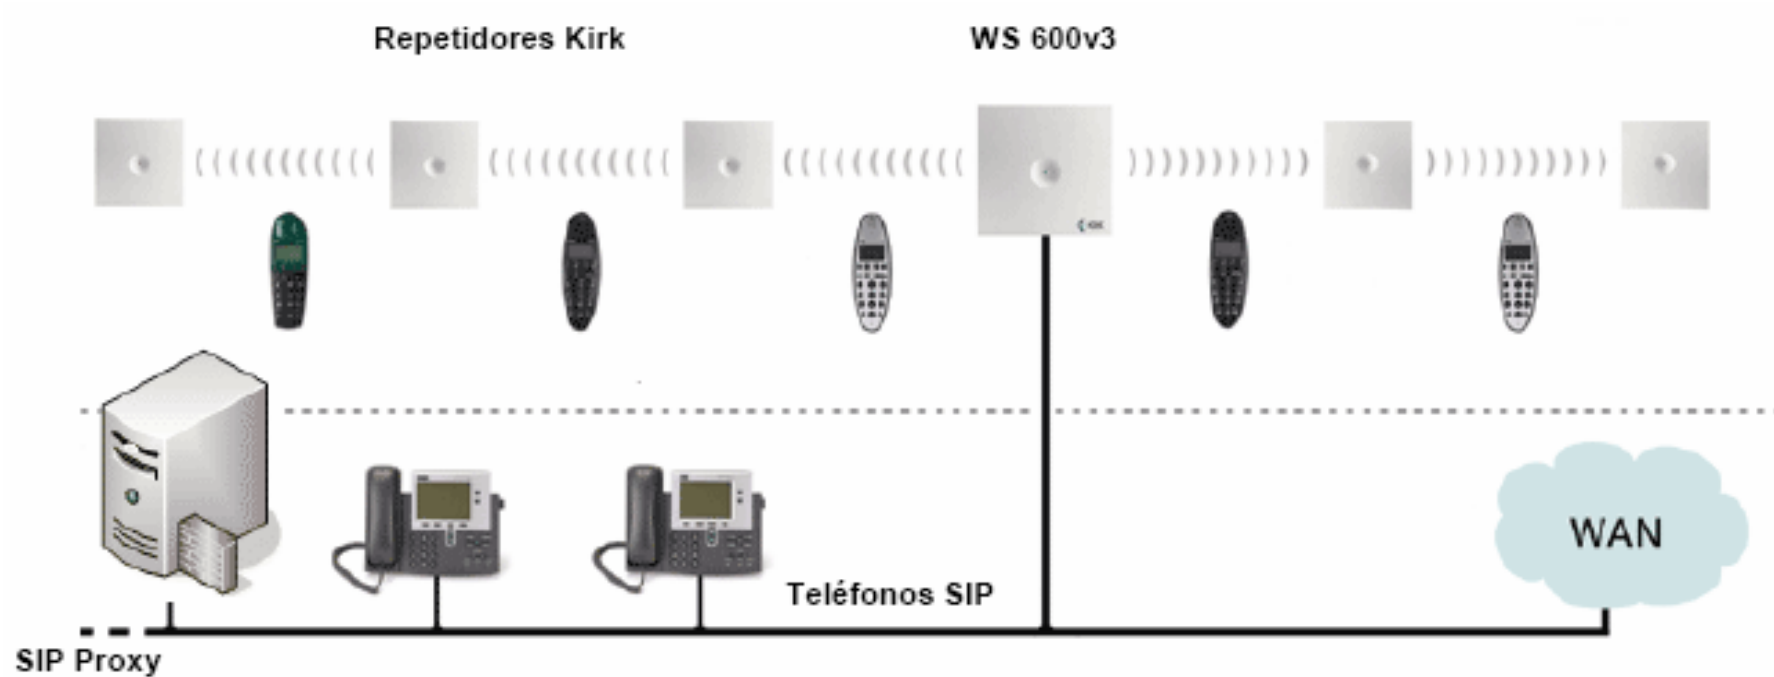 Repetidores Kirk
WS 600v3
WAN
Teléfonos SIP
SIP Proxy